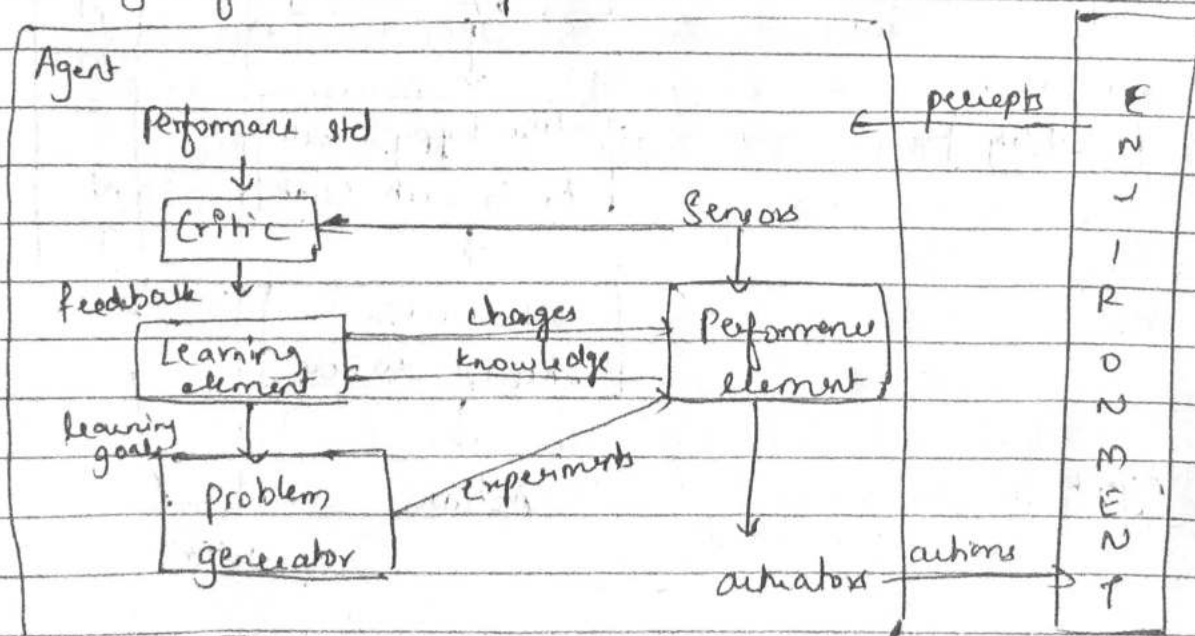 Agent
Performance std
percepts
Critic
Sensors
feedback
changes
Learning
element
knowledge
Performance
element
learning
goals
problem
generator
experiments
actuators
actions
ENVIRONMENT